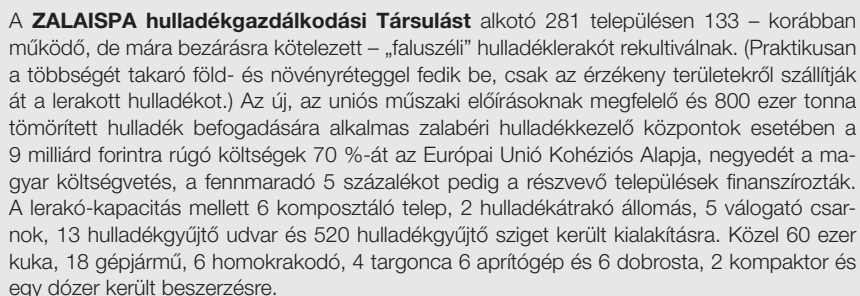 A ZALAISPA hulladékgazdálkodási Társulást alkotó 281 településen 133 – korábban
működő, de mára bezárásra kötelezett – „faluszéli” hulladéklerakót rekultiválnak. (Praktikusan
a többségét takaró föld- és növényréteggel fedik be, csak az érzékeny területekről szállítják
át a lerakott hulladékot.) Az új, az uniós műszaki előírásoknak megfelelő és 800 ezer tonna
tömörített hulladék befogadására alkalmas zalabéri hulladékkezelő központok esetében a
9 milliárd forintra rúgó költségek 70 %-át az Európai Unió Kohéziós Alapja, negyedét a ma-
gyar költségvetés, a fennmaradó 5 százalékot pedig a részvevő települések finanszírozták.
A lerakó-kapacitás mellett 6 komposztáló telep, 2 hulladékátrakó állomás, 5 válogató csar-
nok, 13 hulladékgyűjtő udvar és 520 hulladékgyűjtő sziget került kialakításra. Közel 60 ezer
kuka, 18 gépjármű, 6 homokrakodó, 4 targonca 6 aprítógép és 6 dobrosta, 2 kompaktor és
egy dózer került beszerzésre.